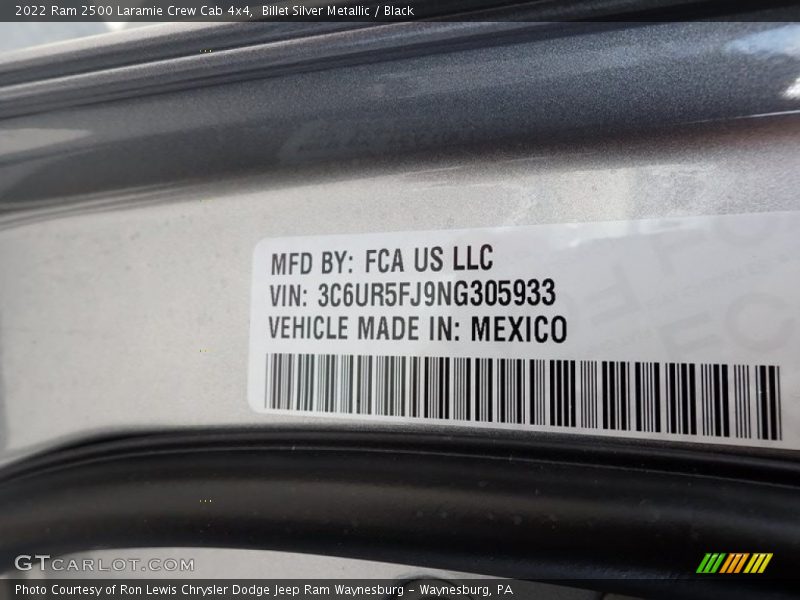 2022 Ram 2500 Laramie Crew Cab 4x4,  Billet Silver Metallic / Black
MFD BY: FCA US LLC
VIN: 3C6UR5FJ9NG305933
VEHICLE MADE IN: MEXICO
GTCARLOT.COM
Photo Courtesy of Ron Lewis Chrysler Dodge Jeep Ram Waynesburg - Waynesburg, PA